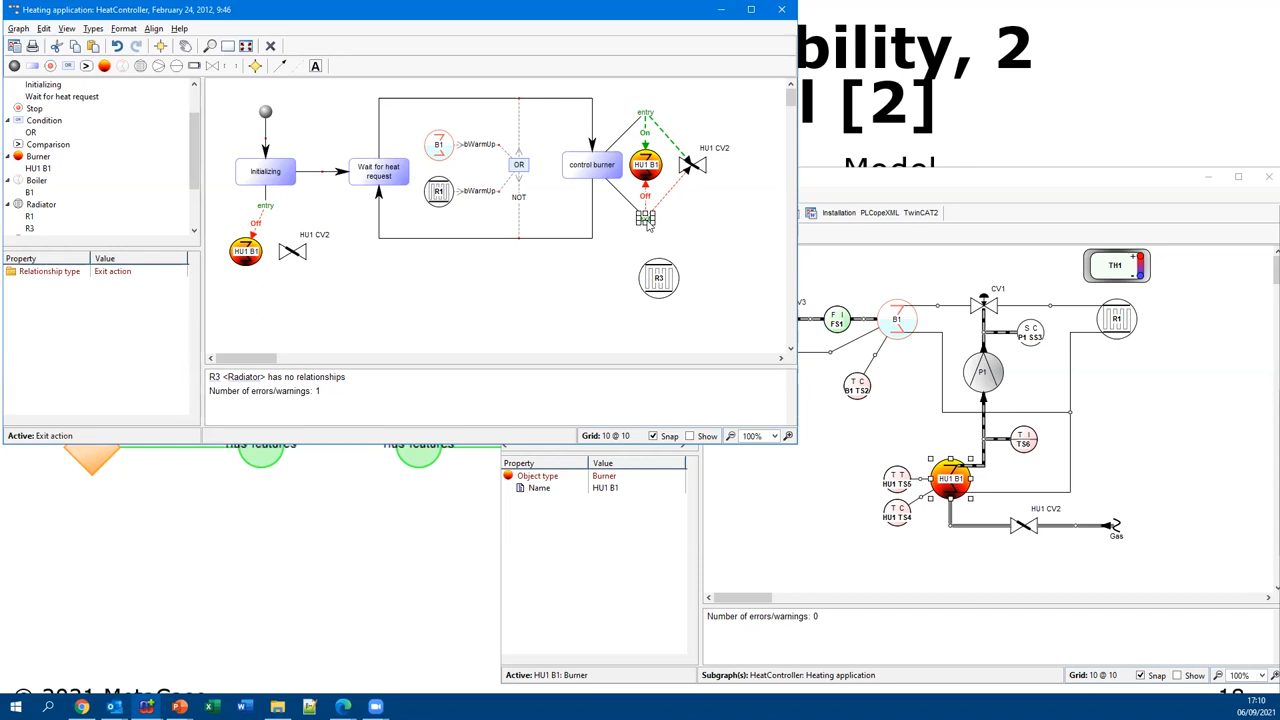 Heating application: HeatController, February 24, 2012, 9:46
Graph Edit View Types Format Align Help
Initializing
Wait for heat request
Stop
Condition
OR
Comparison
Burner
HU1 B1
Boiler
B1
Radiator
R1
R3
Property Value
Relationship type Exit action
Initializing
entry
Off
HU1 B1
HU1 CV2
Wait for heat
request
B1
bWarmUp
R1
bWarmUp
OR
NOT
control burner
entry
On
HU1 B1
HU1 CV2
Off
R3
R3 <Radiator> has no relationships
Number of errors/warnings: 1
Active: Exit action
Grid: 10 @ 10 Snap Show 100%
bility, 2
l [2]
Model
Installation PLCopeXML TwinCAT2
TH1
V3
F I
FS1
B1
CV1
S C
P1 SS3
R1
T C
B1 TS2
P1
T I
TS6
T T
HU1 TS5
HU1 B1
T C
HU1 TS4
HU1 CV2
Gas
Number of errors/warnings: 0
Property Value
Object type Burner
Name HU1 B1
Active: HU1 B1: Burner
Subgraph(s): HeatController: Heating application
Grid: 10 @ 10 Snap Show 100%
17:10
06/09/2021